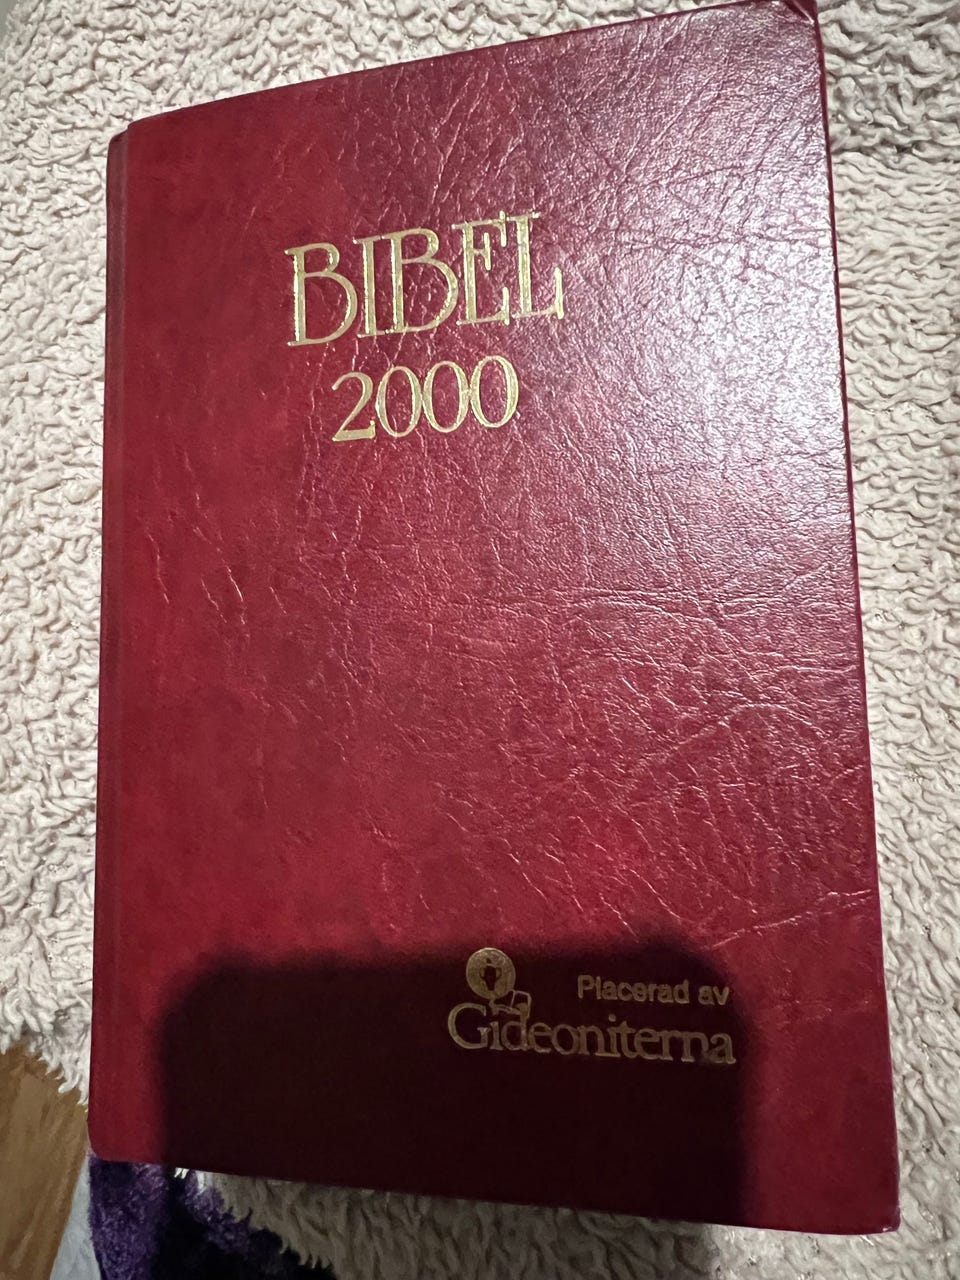 BIBEL
2000
Placerad av
Gideoniterna